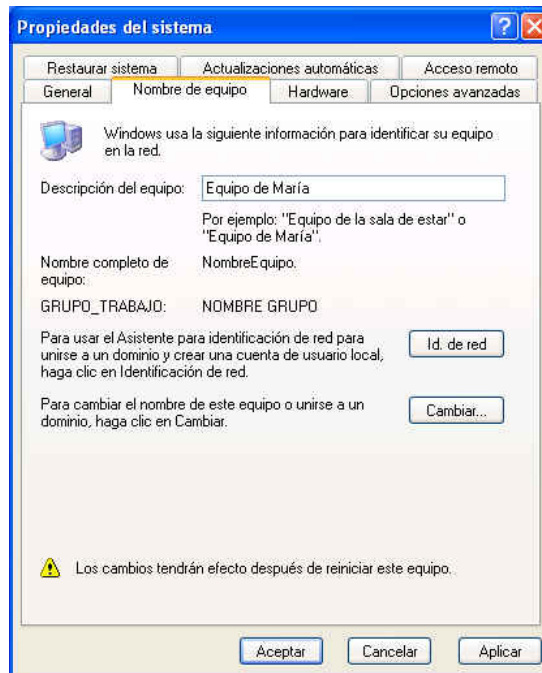 Propiedades del sistema
Restaurar sistema
Actualizaciones automáticas
Acceso remoto
General
Nombre de equipo
Hardware
Opciones avanzadas
Windows usa la siguiente información para identificar su equipo
en la red.
Descripción del equipo:
Equipo de María
Por ejemplo: "Equipo de la sala de estar" o
"Equipo de María".
Nombre completo de
equipo:
NombreEquipo.
GRUPO_TRABAJO:
NOMBRE GRUPO
Para usar el Asistente para identificación de red para
unirse a un dominio y crear una cuenta de usuario local,
haga clic en Identificación de red.
Id. de red
Para cambiar el nombre de este equipo o unirse a un
dominio, haga clic en Cambiar.
Cambiar...
Los cambios tendrán efecto después de reiniciar este equipo.
Aceptar
Cancelar
Aplicar